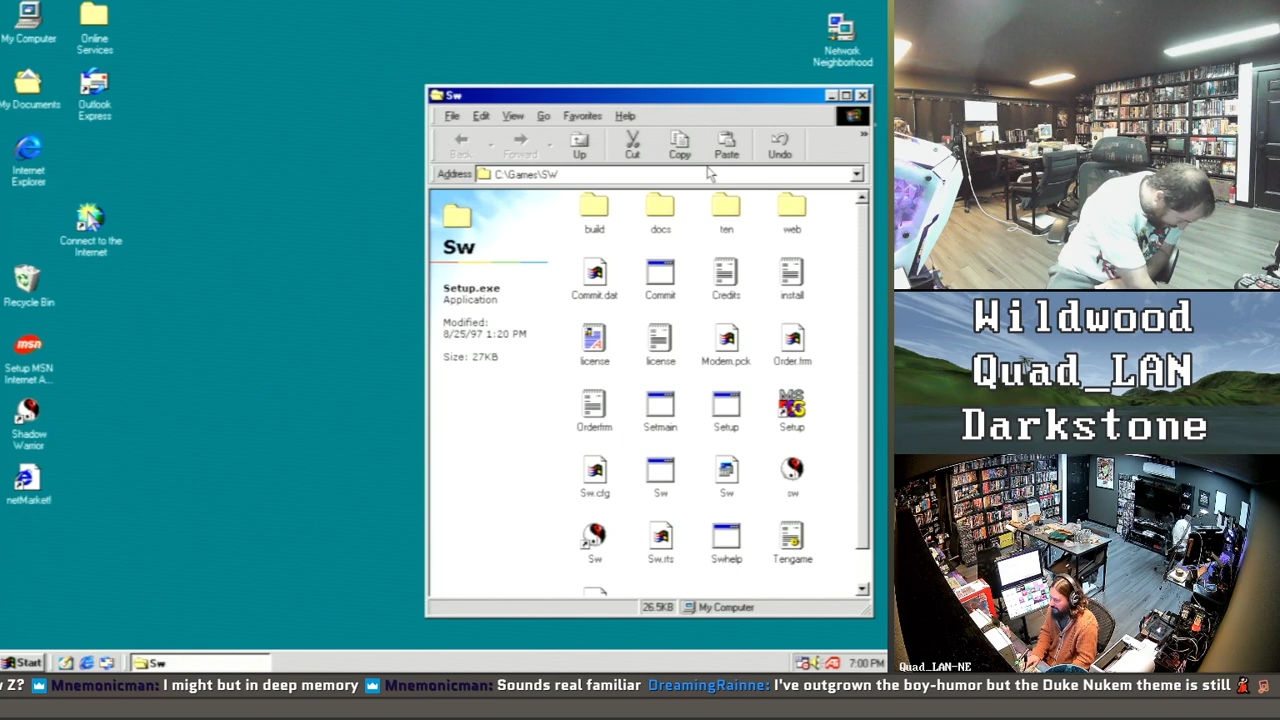 My Computer
Online
Services
Network
Neighborhood
My Documents
Outlook
Express
Internet
Explorer
Connect to the
Internet
Recycle Bin
msn
Setup MSN
Internet A...
Shadow
Warrior
netMarket!
Sw
File Edit View Go Favorites Help
Back Forward Up Cut Copy Paste Undo
Address C:\Games\SW
Sw
Setup.exe
Application
Modified:
8/25/97 1:20 PM
Size: 27KB
build docs ten web
Commit.dat Commit Credits install
license license Modem.pck Order.frm
Orderfrm Setmain Setup Setup
Sw.cfg Sw Sw sw
Sw Sw.rts Swhelp Tengame
26.5KB My Computer
Start Sw 7:00 PM
Wildwood
Quad_LAN
Darkstone
Quad_LAN-NE
v Z? Mnemonicman: I might but in deep memory Mnemonicman: Sounds real familiar DreamingRainne: I've outgrown the boy-humor but the Duke Nukem theme is still